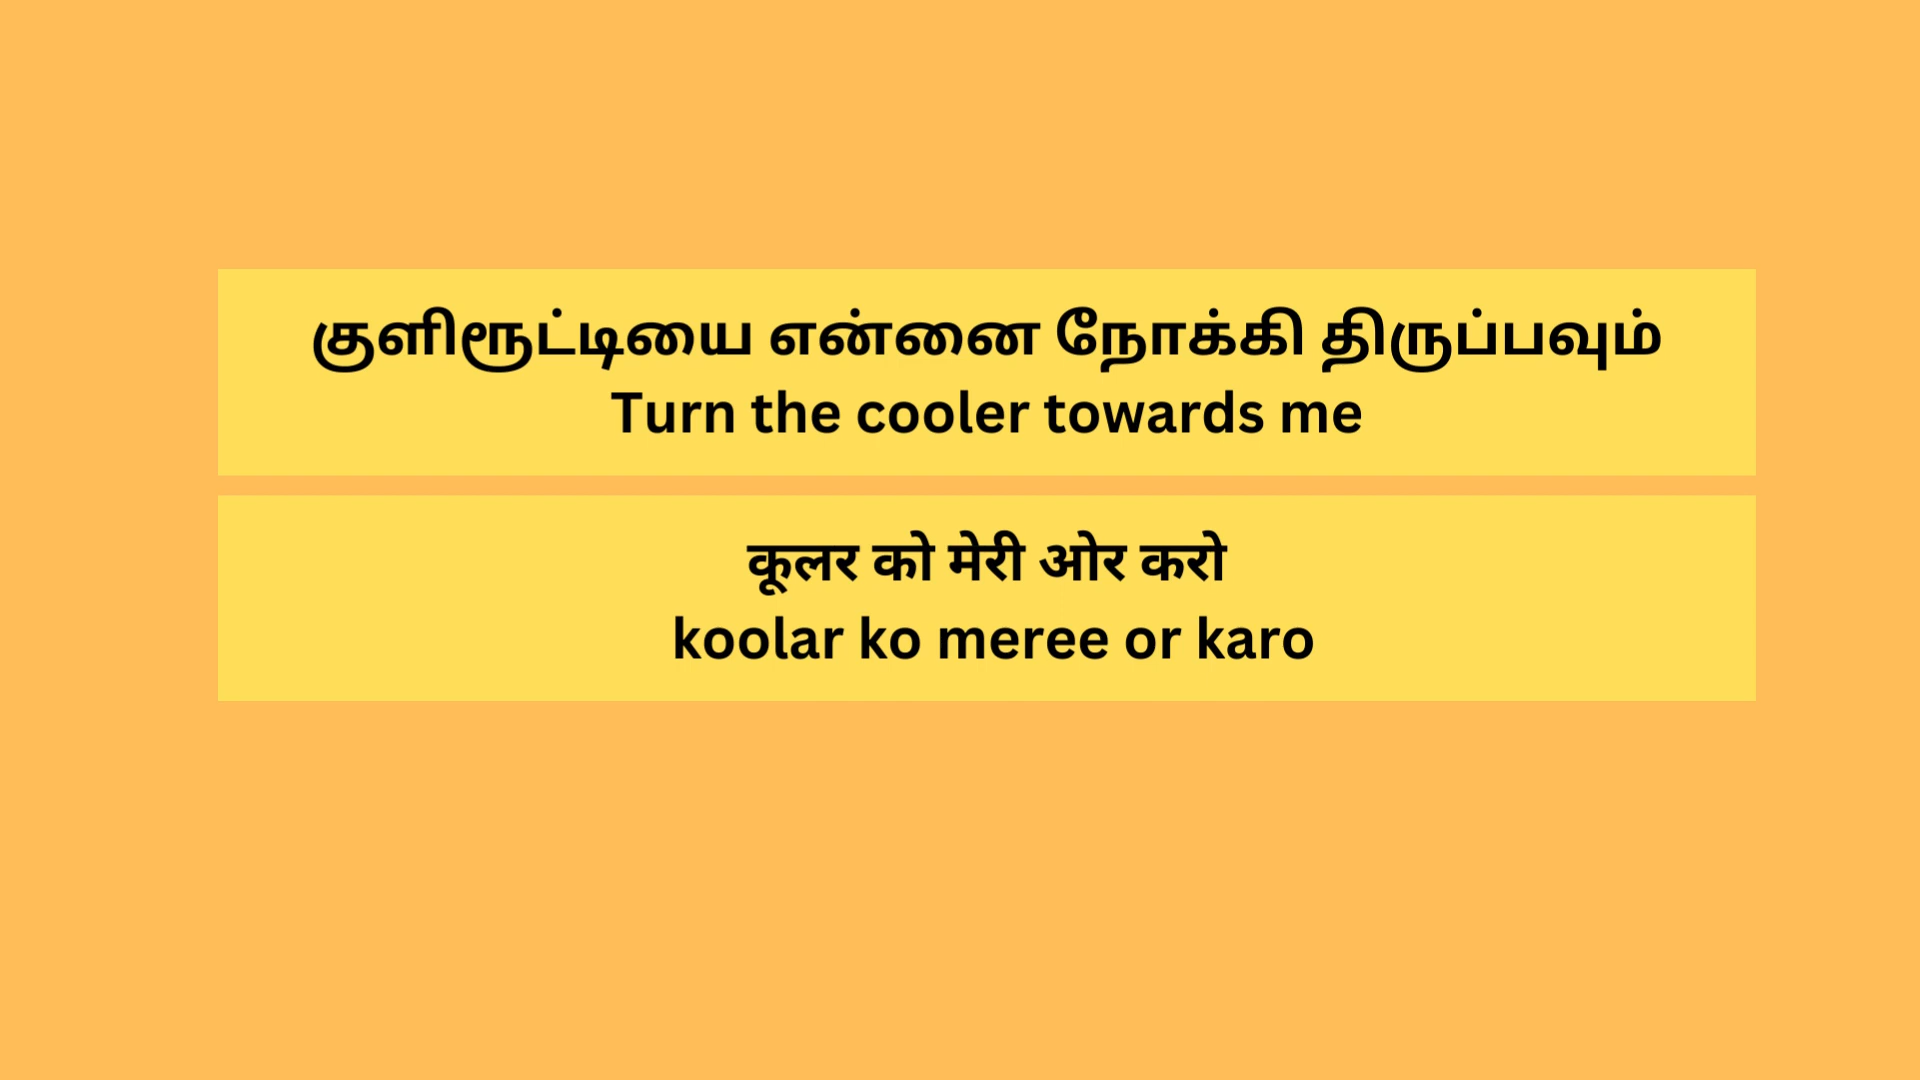 குளிரூட்டியை என்னை நோக்கி திருப்பவும்
Turn the cooler towards me
कूलर को मेरी ओर करो
koolar ko meree or karo